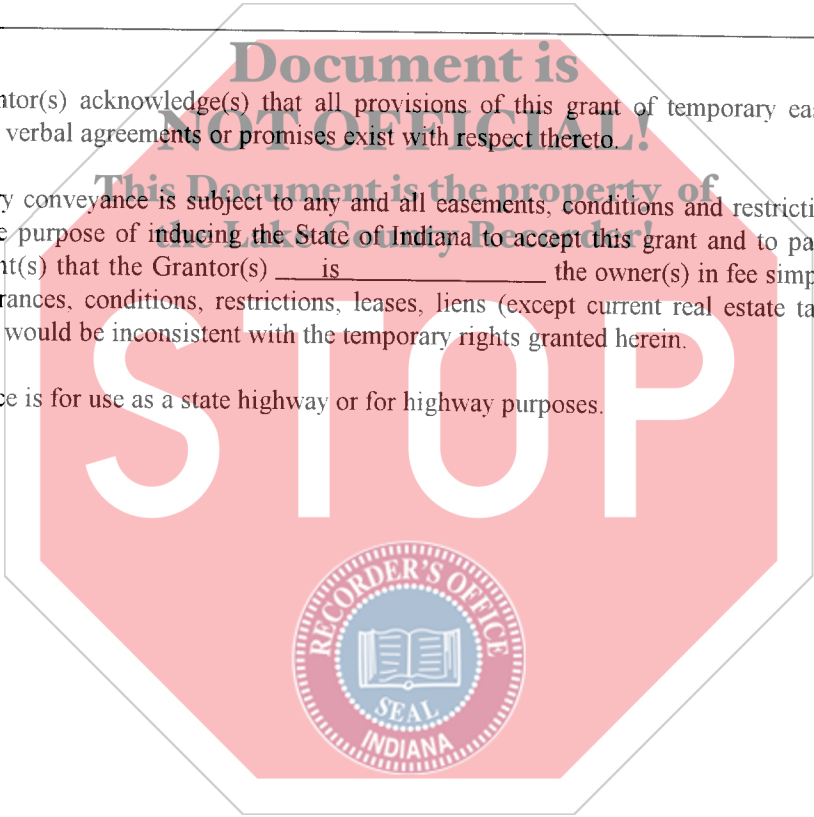 Document is
ntor(s) acknowledge(s) that all provisions of this grant of temporary eas
NOT OFFICIAL!
verbal agreements or promises exist with respect thereto.
This Document is the property of
y conveyance is subject to any and all easements, conditions and restricti
the Lake County Recorder!
e purpose of inducing the State of Indiana to accept this grant and to pa
nt(s) that the Grantor(s) ___is___ the owner(s) in fee simp
rances, conditions, restrictions, leases, liens (except current real estate ta
would be inconsistent with the temporary rights granted herein.
ce is for use as a state highway or for highway purposes.
STOP
RECORDER'S OFFICE
SEAL
INDIANA